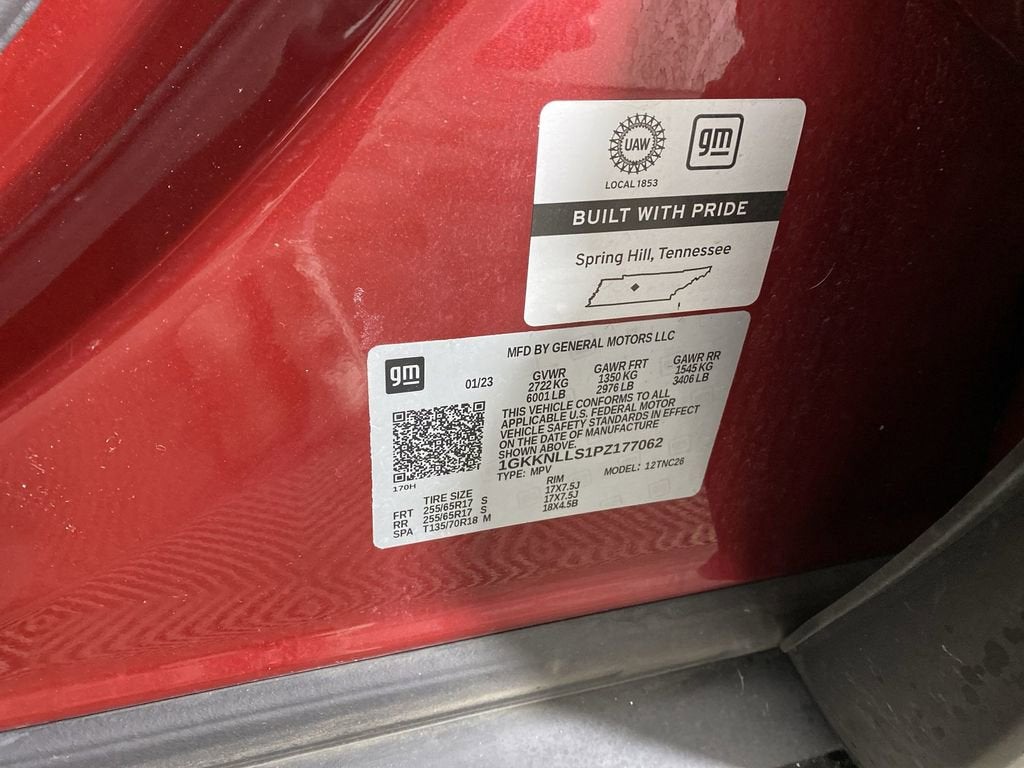 UAW
gm
LOCAL 1853
BUILT WITH PRIDE
Spring Hill, Tennessee
MFD BY GENERAL MOTORS LLC
gm
01/23
GVWR GAWR FRT GAWR RR
2722 KG 1350 KG 1545 KG
6001 LB 2976 LB 3406 LB
THIS VEHICLE CONFORMS TO ALL
APPLICABLE U.S. FEDERAL MOTOR
VEHICLE SAFETY STANDARDS IN EFFECT
ON THE DATE OF MANUFACTURE
SHOWN ABOVE.
1GKKNLLS1PZ177062
TYPE: MPV MODEL: 12TNC26
170H
TIRE SIZE RIM
FRT 255/65R17 S 17X7.5J
RR 255/65R17 S 17X7.5J
SPA T135/70R18 M 18X4.5B